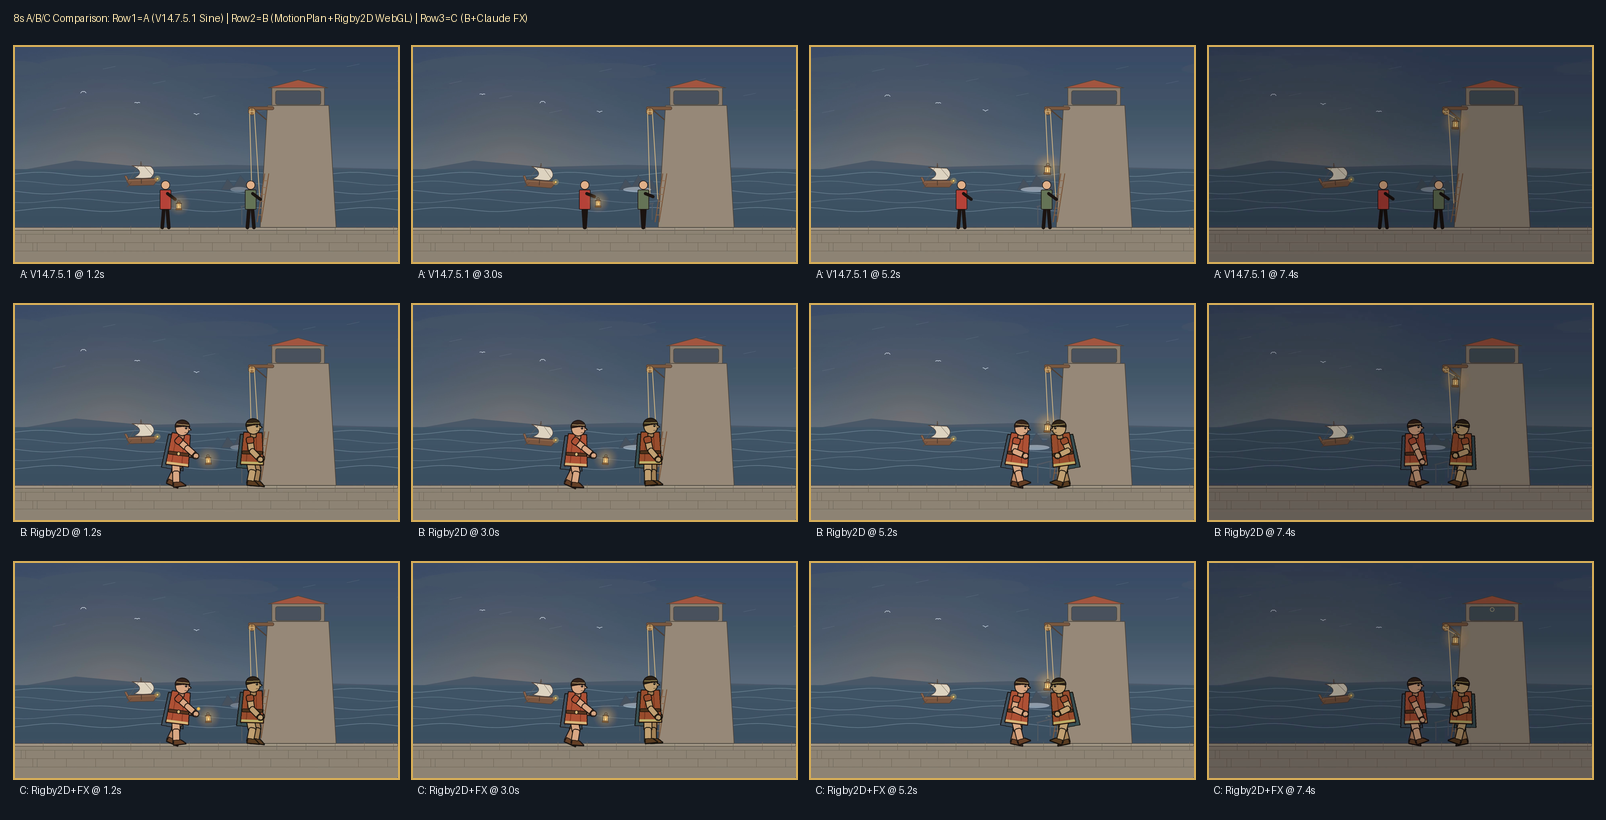 8s A/B/C Comparison: Row1=A (V14.7.5.1 Sine) | Row2=B (MotionPlan+Rigby2D WebGL) | Row3=C (B+Claude FX)
A: V14.7.5.1 @ 1.2s
A: V14.7.5.1 @ 3.0s
A: V14.7.5.1 @ 5.2s
A: V14.7.5.1 @ 7.4s
B: Rigby2D @ 1.2s
B: Rigby2D @ 3.0s
B: Rigby2D @ 5.2s
B: Rigby2D @ 7.4s
C: Rigby2D+FX @ 1.2s
C: Rigby2D+FX @ 3.0s
C: Rigby2D+FX @ 5.2s
C: Rigby2D+FX @ 7.4s